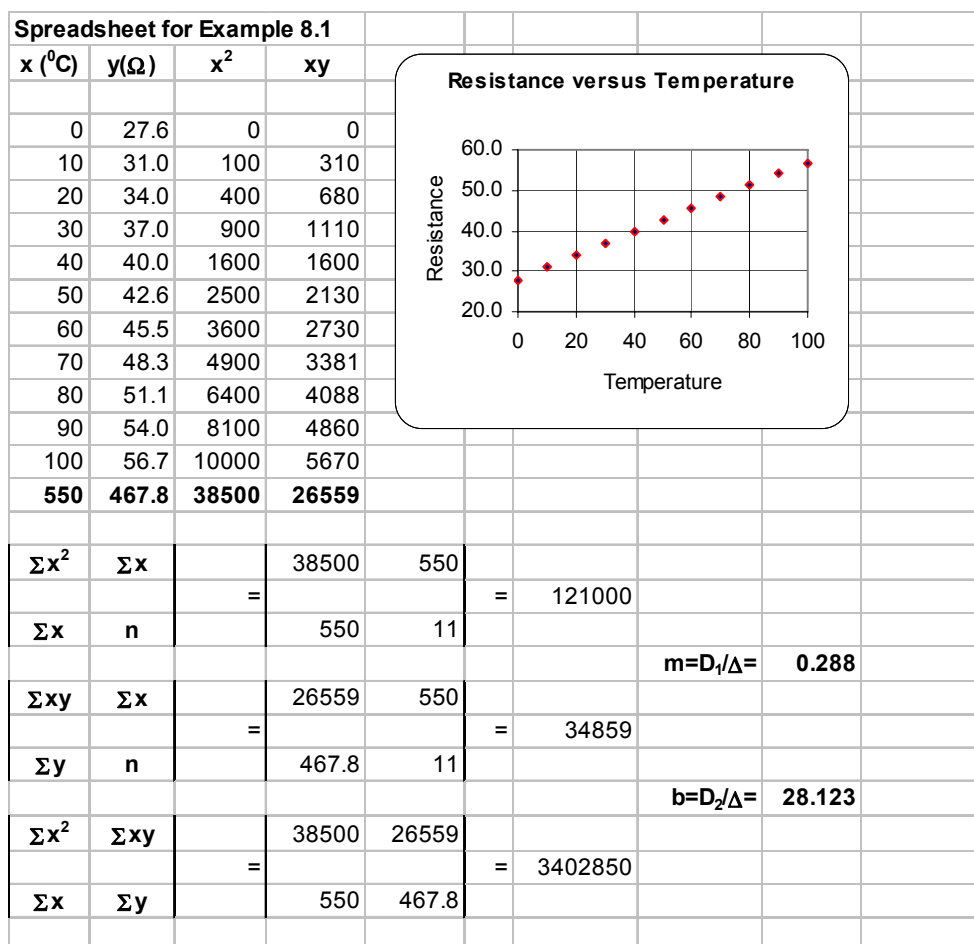 Spreadsheet for Example 8.1
x (⁰C) y(Ω) x² xy
Resistance versus Temperature
60.0
50.0
40.0
30.0
20.0
Resistance
0 20 40 60 80 100
Temperature
0 27.6 0 0
10 31.0 100 310
20 34.0 400 680
30 37.0 900 1110
40 40.0 1600 1600
50 42.6 2500 2130
60 45.5 3600 2730
70 48.3 4900 3381
80 51.1 6400 4088
90 54.0 8100 4860
100 56.7 10000 5670
550 467.8 38500 26559
Σx² Σx 38500 550
= = 121000
Σx n 550 11
m=D₁/Δ= 0.288
Σxy Σx 26559 550
= = 34859
Σy n 467.8 11
b=D₂/Δ= 28.123
Σx² Σxy 38500 26559
= = 3402850
Σx Σy 550 467.8